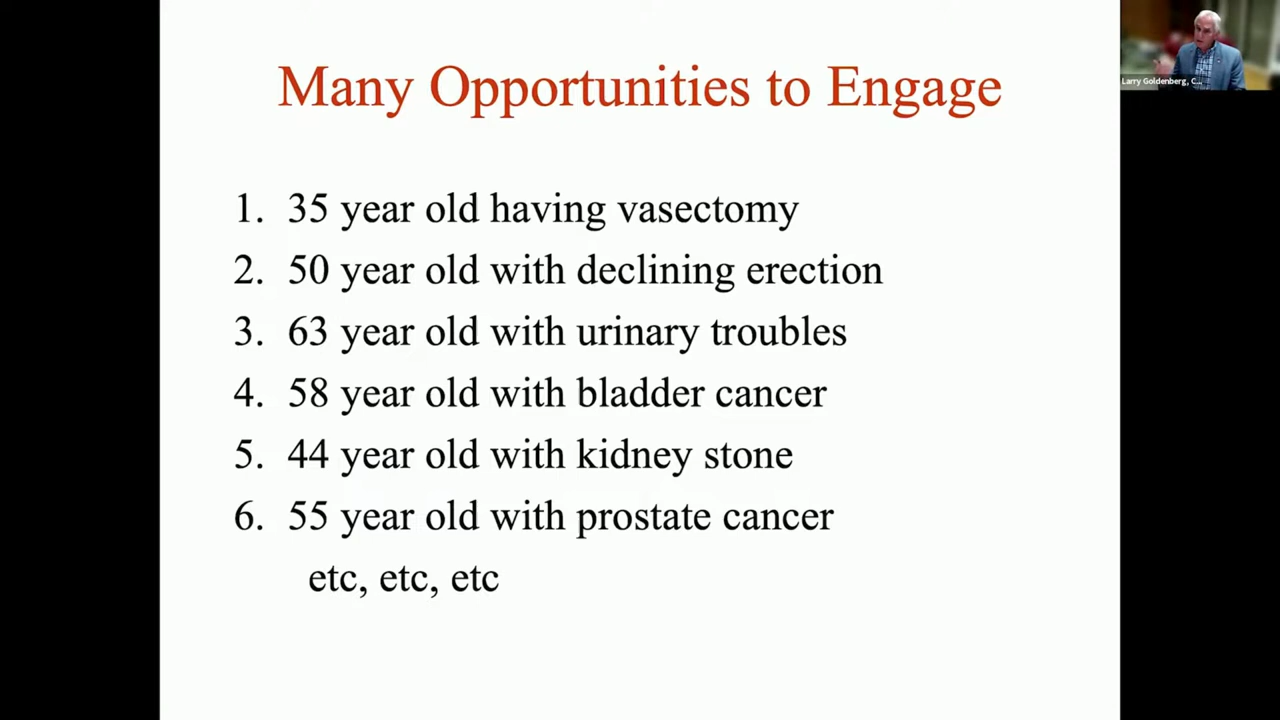 Many Opportunities to Engage
Larry Goldenberg, C...
1. 35 year old having vasectomy
2. 50 year old with declining erection
3. 63 year old with urinary troubles
4. 58 year old with bladder cancer
5. 44 year old with kidney stone
6. 55 year old with prostate cancer
etc, etc, etc